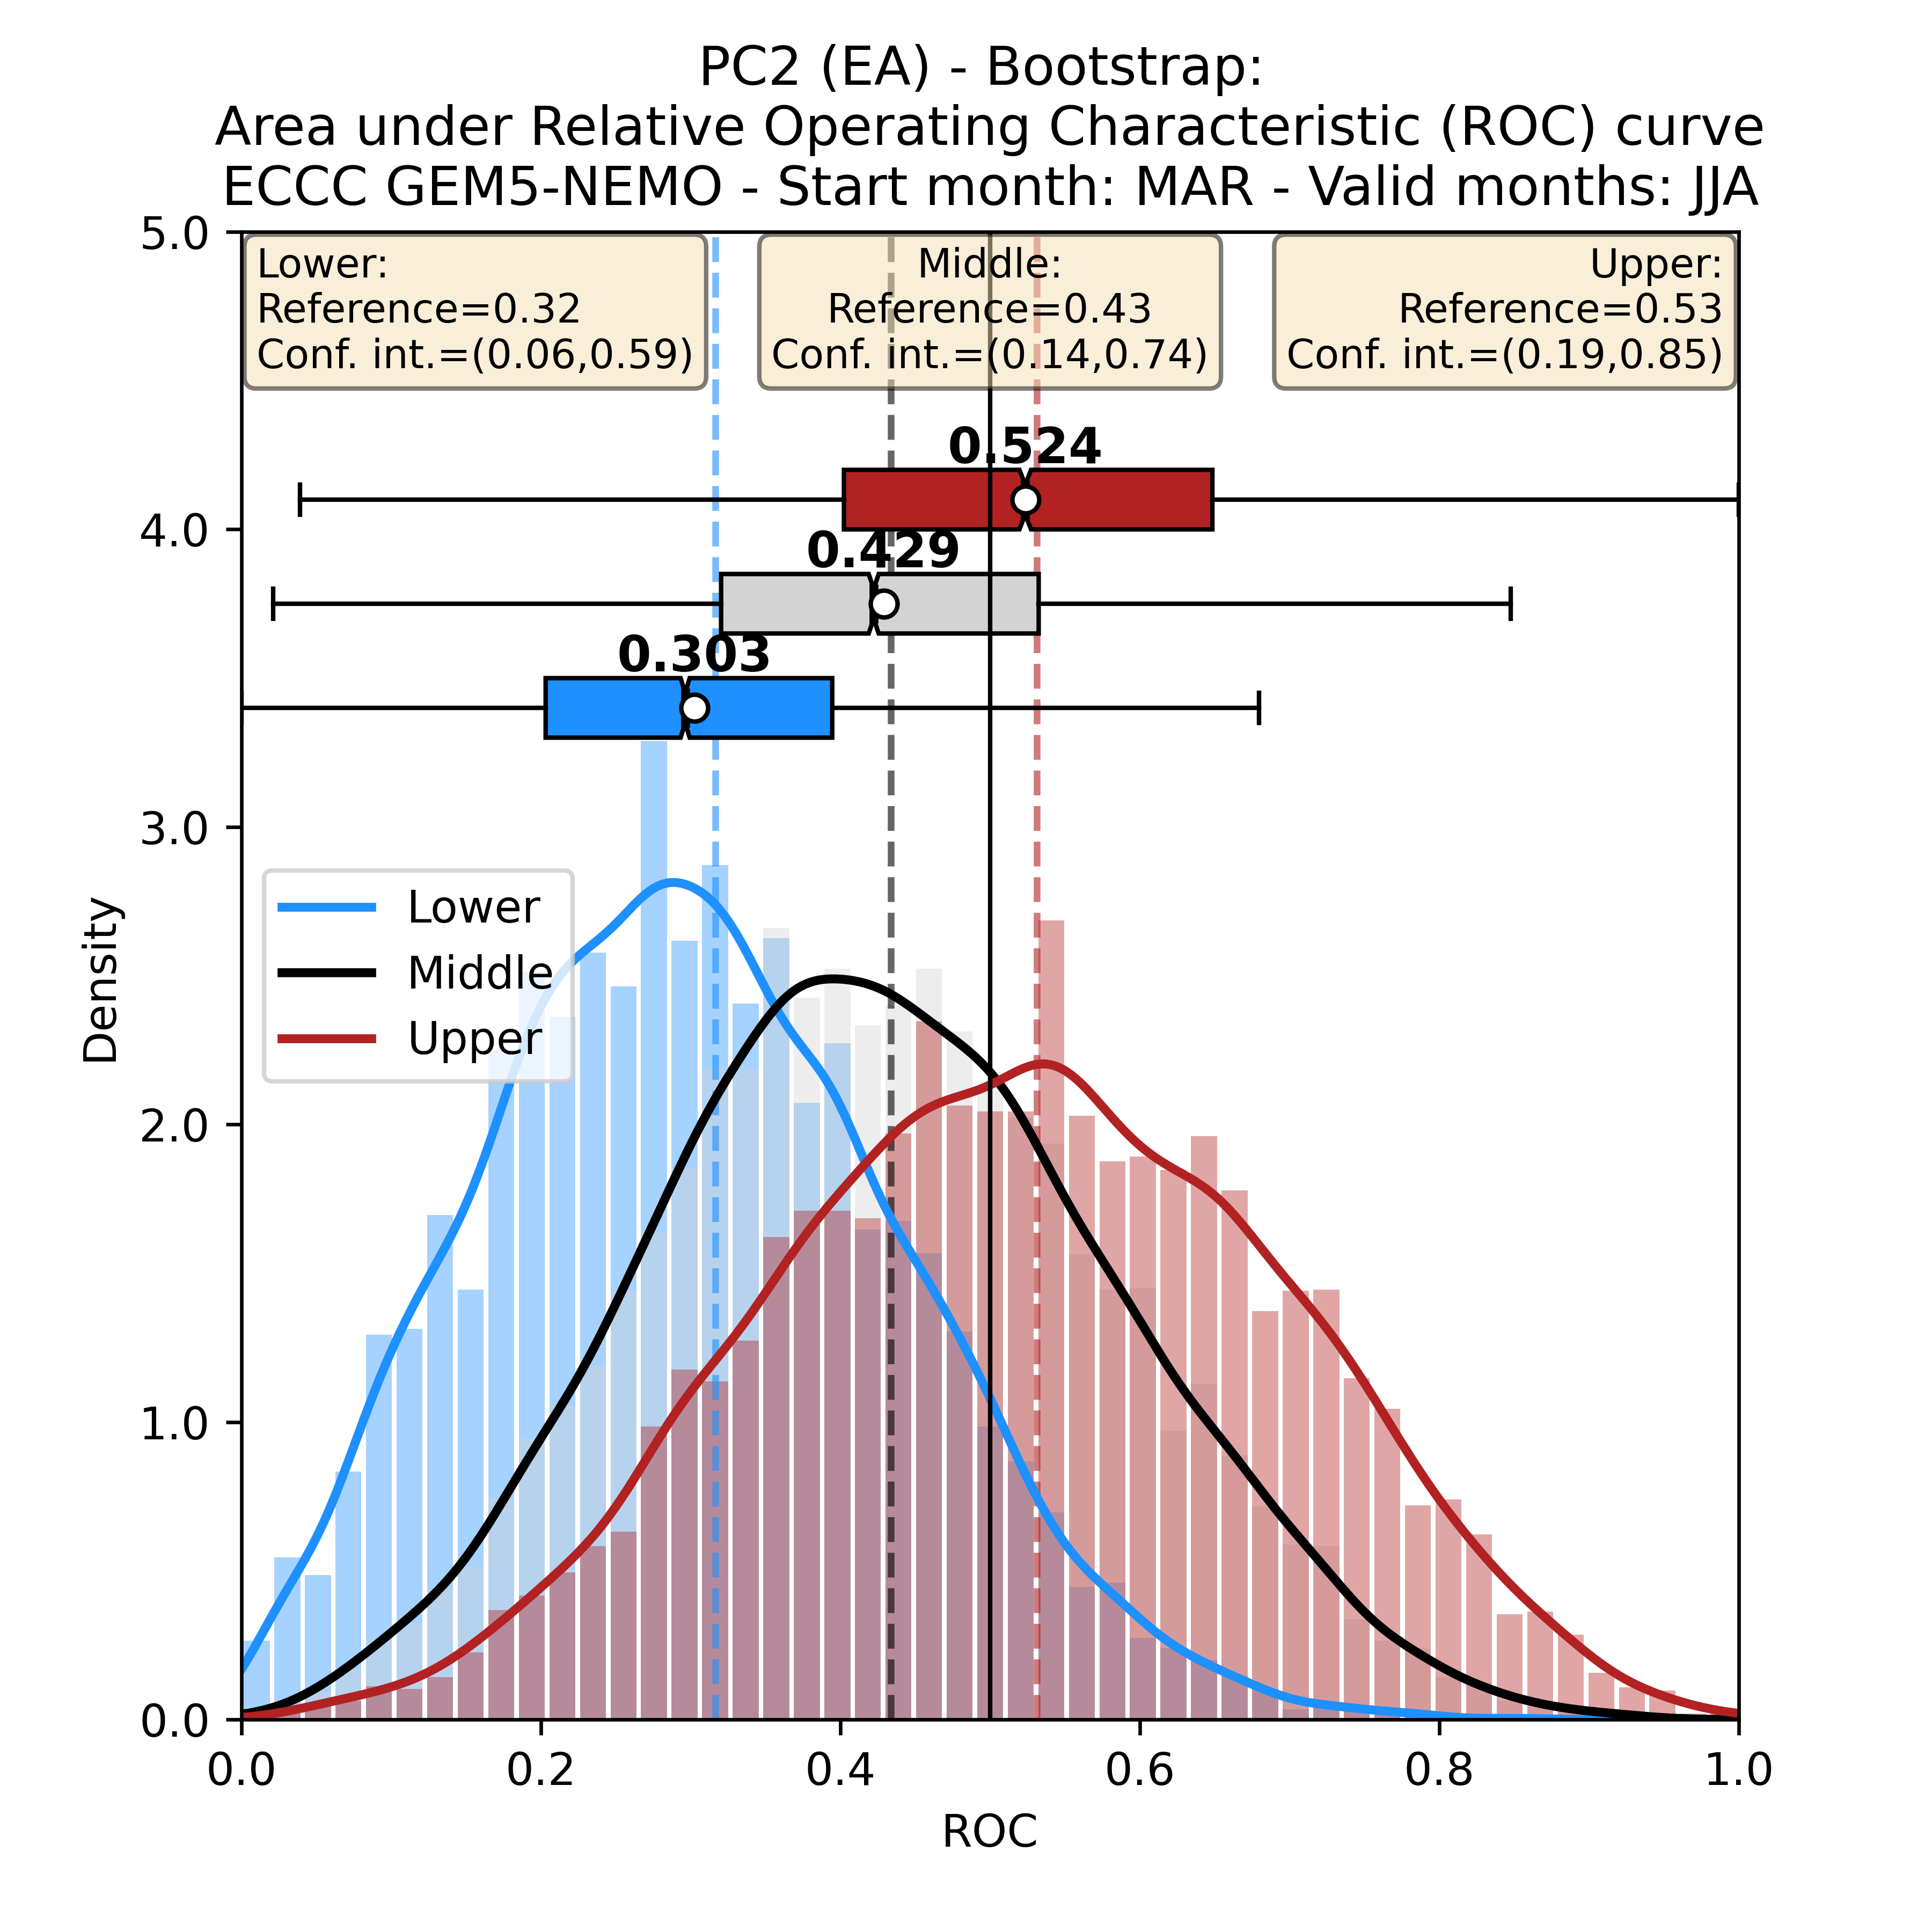 PC2 (EA) - Bootstrap:
Area under Relative Operating Characteristic (ROC) curve
ECCC GEM5-NEMO - Start month: MAR - Valid months: JJA
Lower:
Reference=0.32
Conf. int.=(0.06,0.59)
Middle:
Reference=0.43
Conf. int.=(0.14,0.74)
Upper:
Reference=0.53
Conf. int.=(0.19,0.85)
0.524
0.429
0.303
Lower
Middle
Upper
Density
5.0
4.0
3.0
2.0
1.0
0.0
0.0 0.2 0.4 0.6 0.8 1.0
ROC